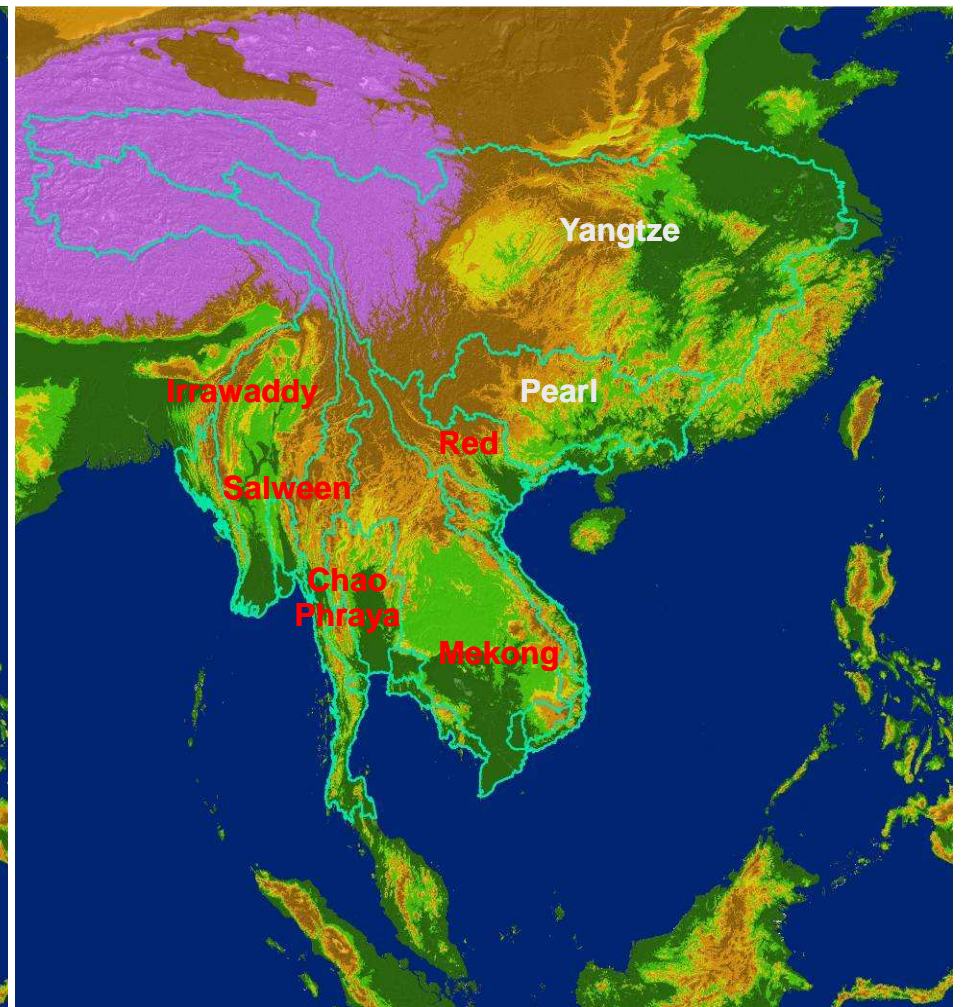 Yangtze
Irrawaddy
Pearl
Red
Salween
Chao
Phraya
Mekong